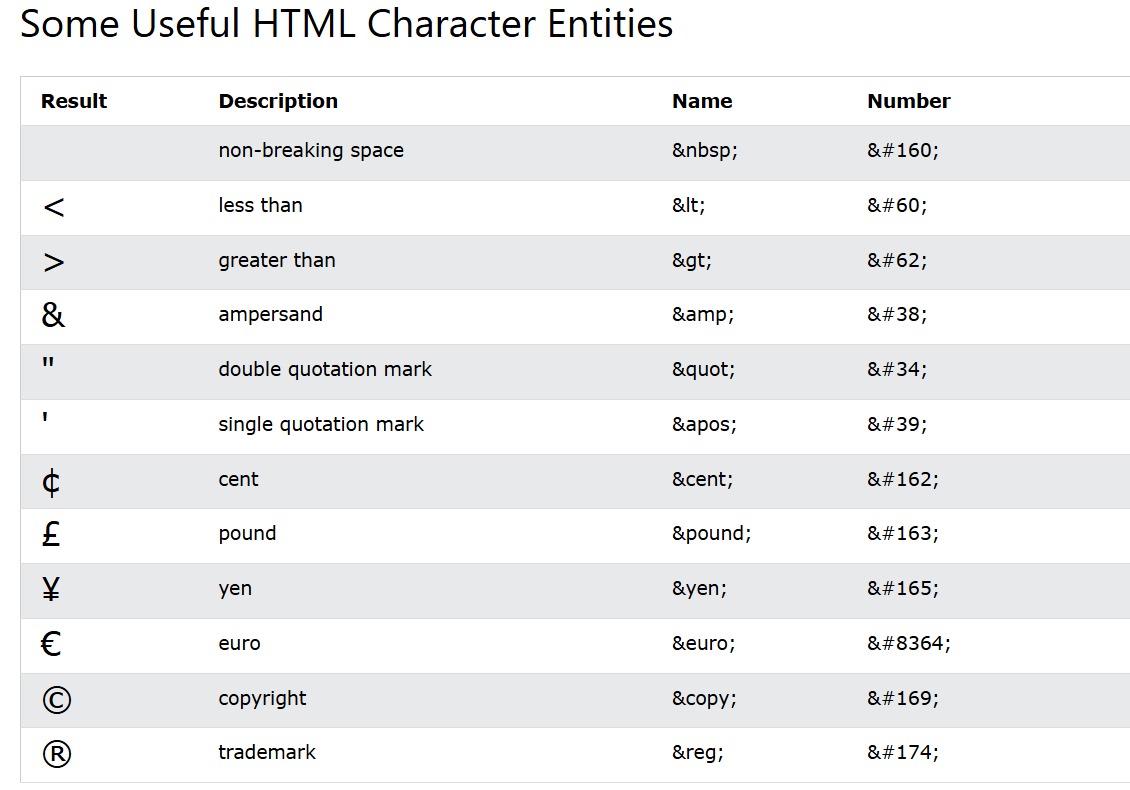 Some Useful HTML Character Entities
Result Description Name Number
non-breaking space &nbsp; &#160;
< less than &lt; &#60;
> greater than &gt; &#62;
& ampersand &amp; &#38;
" double quotation mark &quot; &#34;
' single quotation mark &apos; &#39;
¢ cent &cent; &#162;
£ pound &pound; &#163;
¥ yen &yen; &#165;
€ euro &euro; &#8364;
© copyright &copy; &#169;
® trademark &reg; &#174;